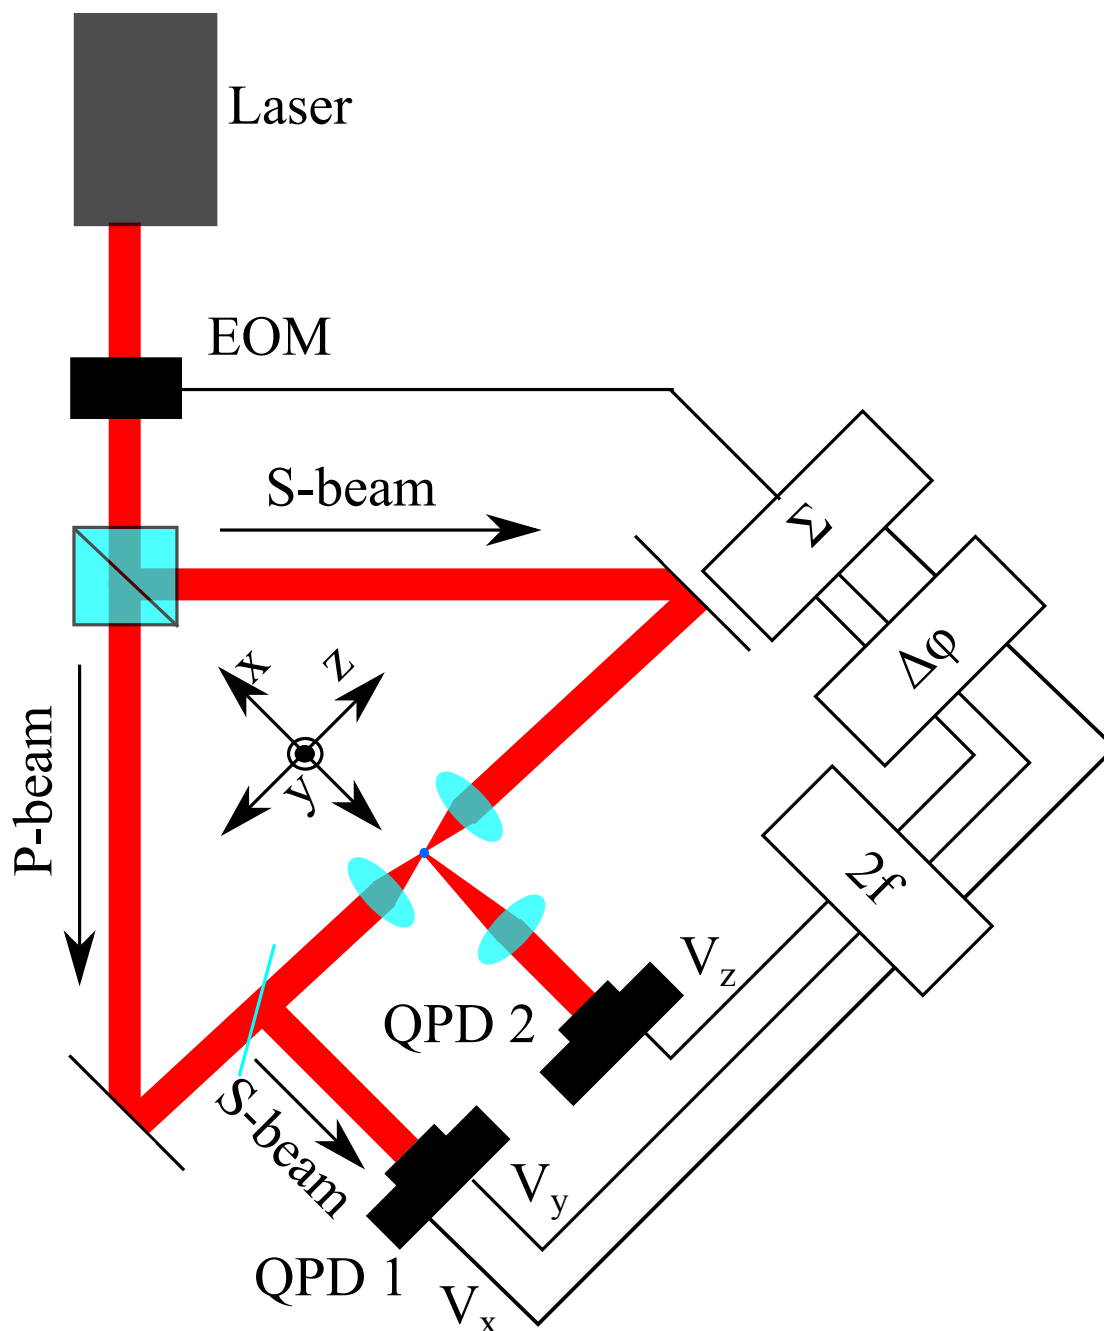 Laser
EOM
S-beam
Σ
Δφ
x
z
y
P-beam
2f
V_z
QPD 2
S-beam
V_y
QPD 1
V_x